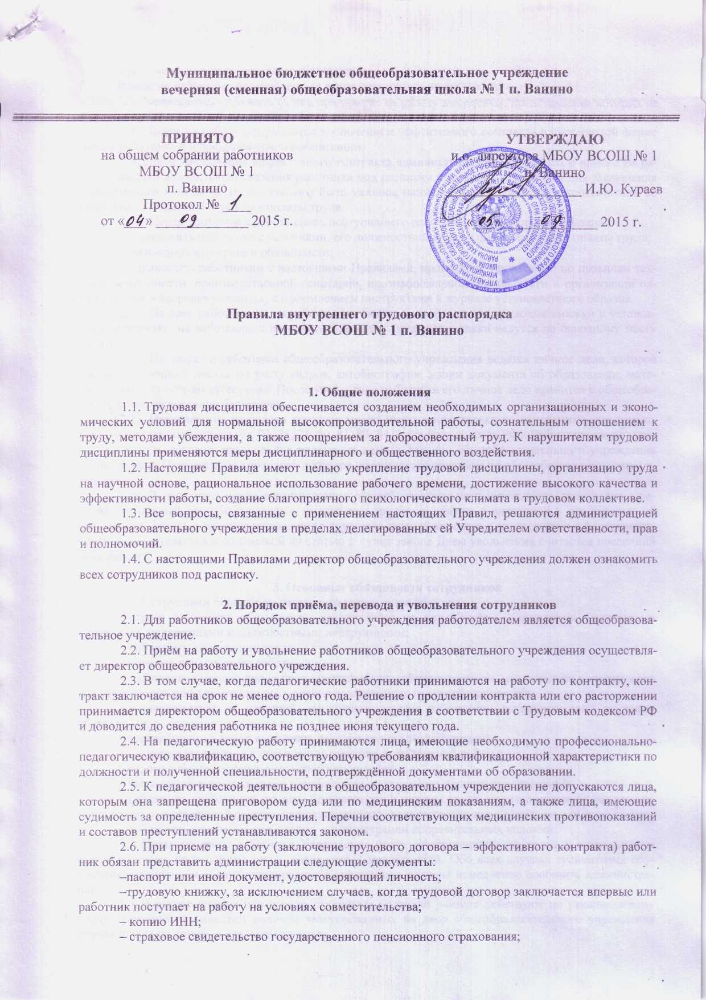 Муниципальное бюджетное общеобразовательное учреждение
вечерняя (сменная) общеобразовательная школа № 1 п. Ванино
ПРИНЯТО
на общем собрании работников
МБОУ ВСОШ № 1
п. Ванино
Протокол № 1
от «04» 09 2015 г.
УТВЕРЖДАЮ
и.о. директора МБОУ ВСОШ № 1
п. Ванино
И.Ю. Кураев
«05» 09 2015 г.
Правила внутреннего трудового распорядка
МБОУ ВСОШ № 1 п. Ванино
1. Общие положения
1.1. Трудовая дисциплина обеспечивается созданием необходимых организационных и эконо-
мических условий для нормальной высокопроизводительной работы, сознательным отношением к
труду, методами убеждения, а также поощрением за добросовестный труд. К нарушителям трудовой
дисциплины применяются меры дисциплинарного и общественного воздействия.
1.2. Настоящие Правила имеют целью укрепление трудовой дисциплины, организацию труда
на научной основе, рациональное использование рабочего времени, достижение высокого качества и
эффективности работы, создание благоприятного психологического климата в трудовом коллективе.
1.3. Все вопросы, связанные с применением настоящих Правил, решаются администрацией
общеобразовательного учреждения в пределах делегированных ей Учредителем ответственности, прав
и полномочий.
1.4. С настоящими Правилами директор общеобразовательного учреждения должен ознакомить
всех сотрудников под расписку.
2. Порядок приёма, перевода и увольнения сотрудников
2.1. Для работников общеобразовательного учреждения работодателем является общеобразова-
тельное учреждение.
2.2. Приём на работу и увольнение работников общеобразовательного учреждения осуществля-
ет директор общеобразовательного учреждения.
2.3. В том случае, когда педагогические работники принимаются на работу по контракту, кон-
тракт заключается на срок не менее одного года. Решение о продлении контракта или его расторжении
принимается директором общеобразовательного учреждения в соответствии с Трудовым кодексом РФ
и доводится до сведения работника не позднее июня текущего года.
2.4. На педагогическую работу принимаются лица, имеющие необходимую профессионально-
педагогическую квалификацию, соответствующую требованиям квалификационной характеристики по
должности и полученной специальности, подтверждённой документами об образовании.
2.5. К педагогической деятельности в общеобразовательном учреждении не допускаются лица,
которым она запрещена приговором суда или по медицинским показаниям, а также лица, имеющие
судимость за определенные преступления. Перечни соответствующих медицинских противопоказаний
и составов преступлений устанавливаются законом.
2.6. При приеме на работу (заключение трудового договора – эффективного контракта) работ-
ник обязан представить администрации следующие документы:
–паспорт или иной документ, удостоверяющий личность;
–трудовую книжку, за исключением случаев, когда трудовой договор заключается впервые или
работник поступает на работу на условиях совместительства;
– копию ИНН;
– страховое свидетельство государственного пенсионного страхования;